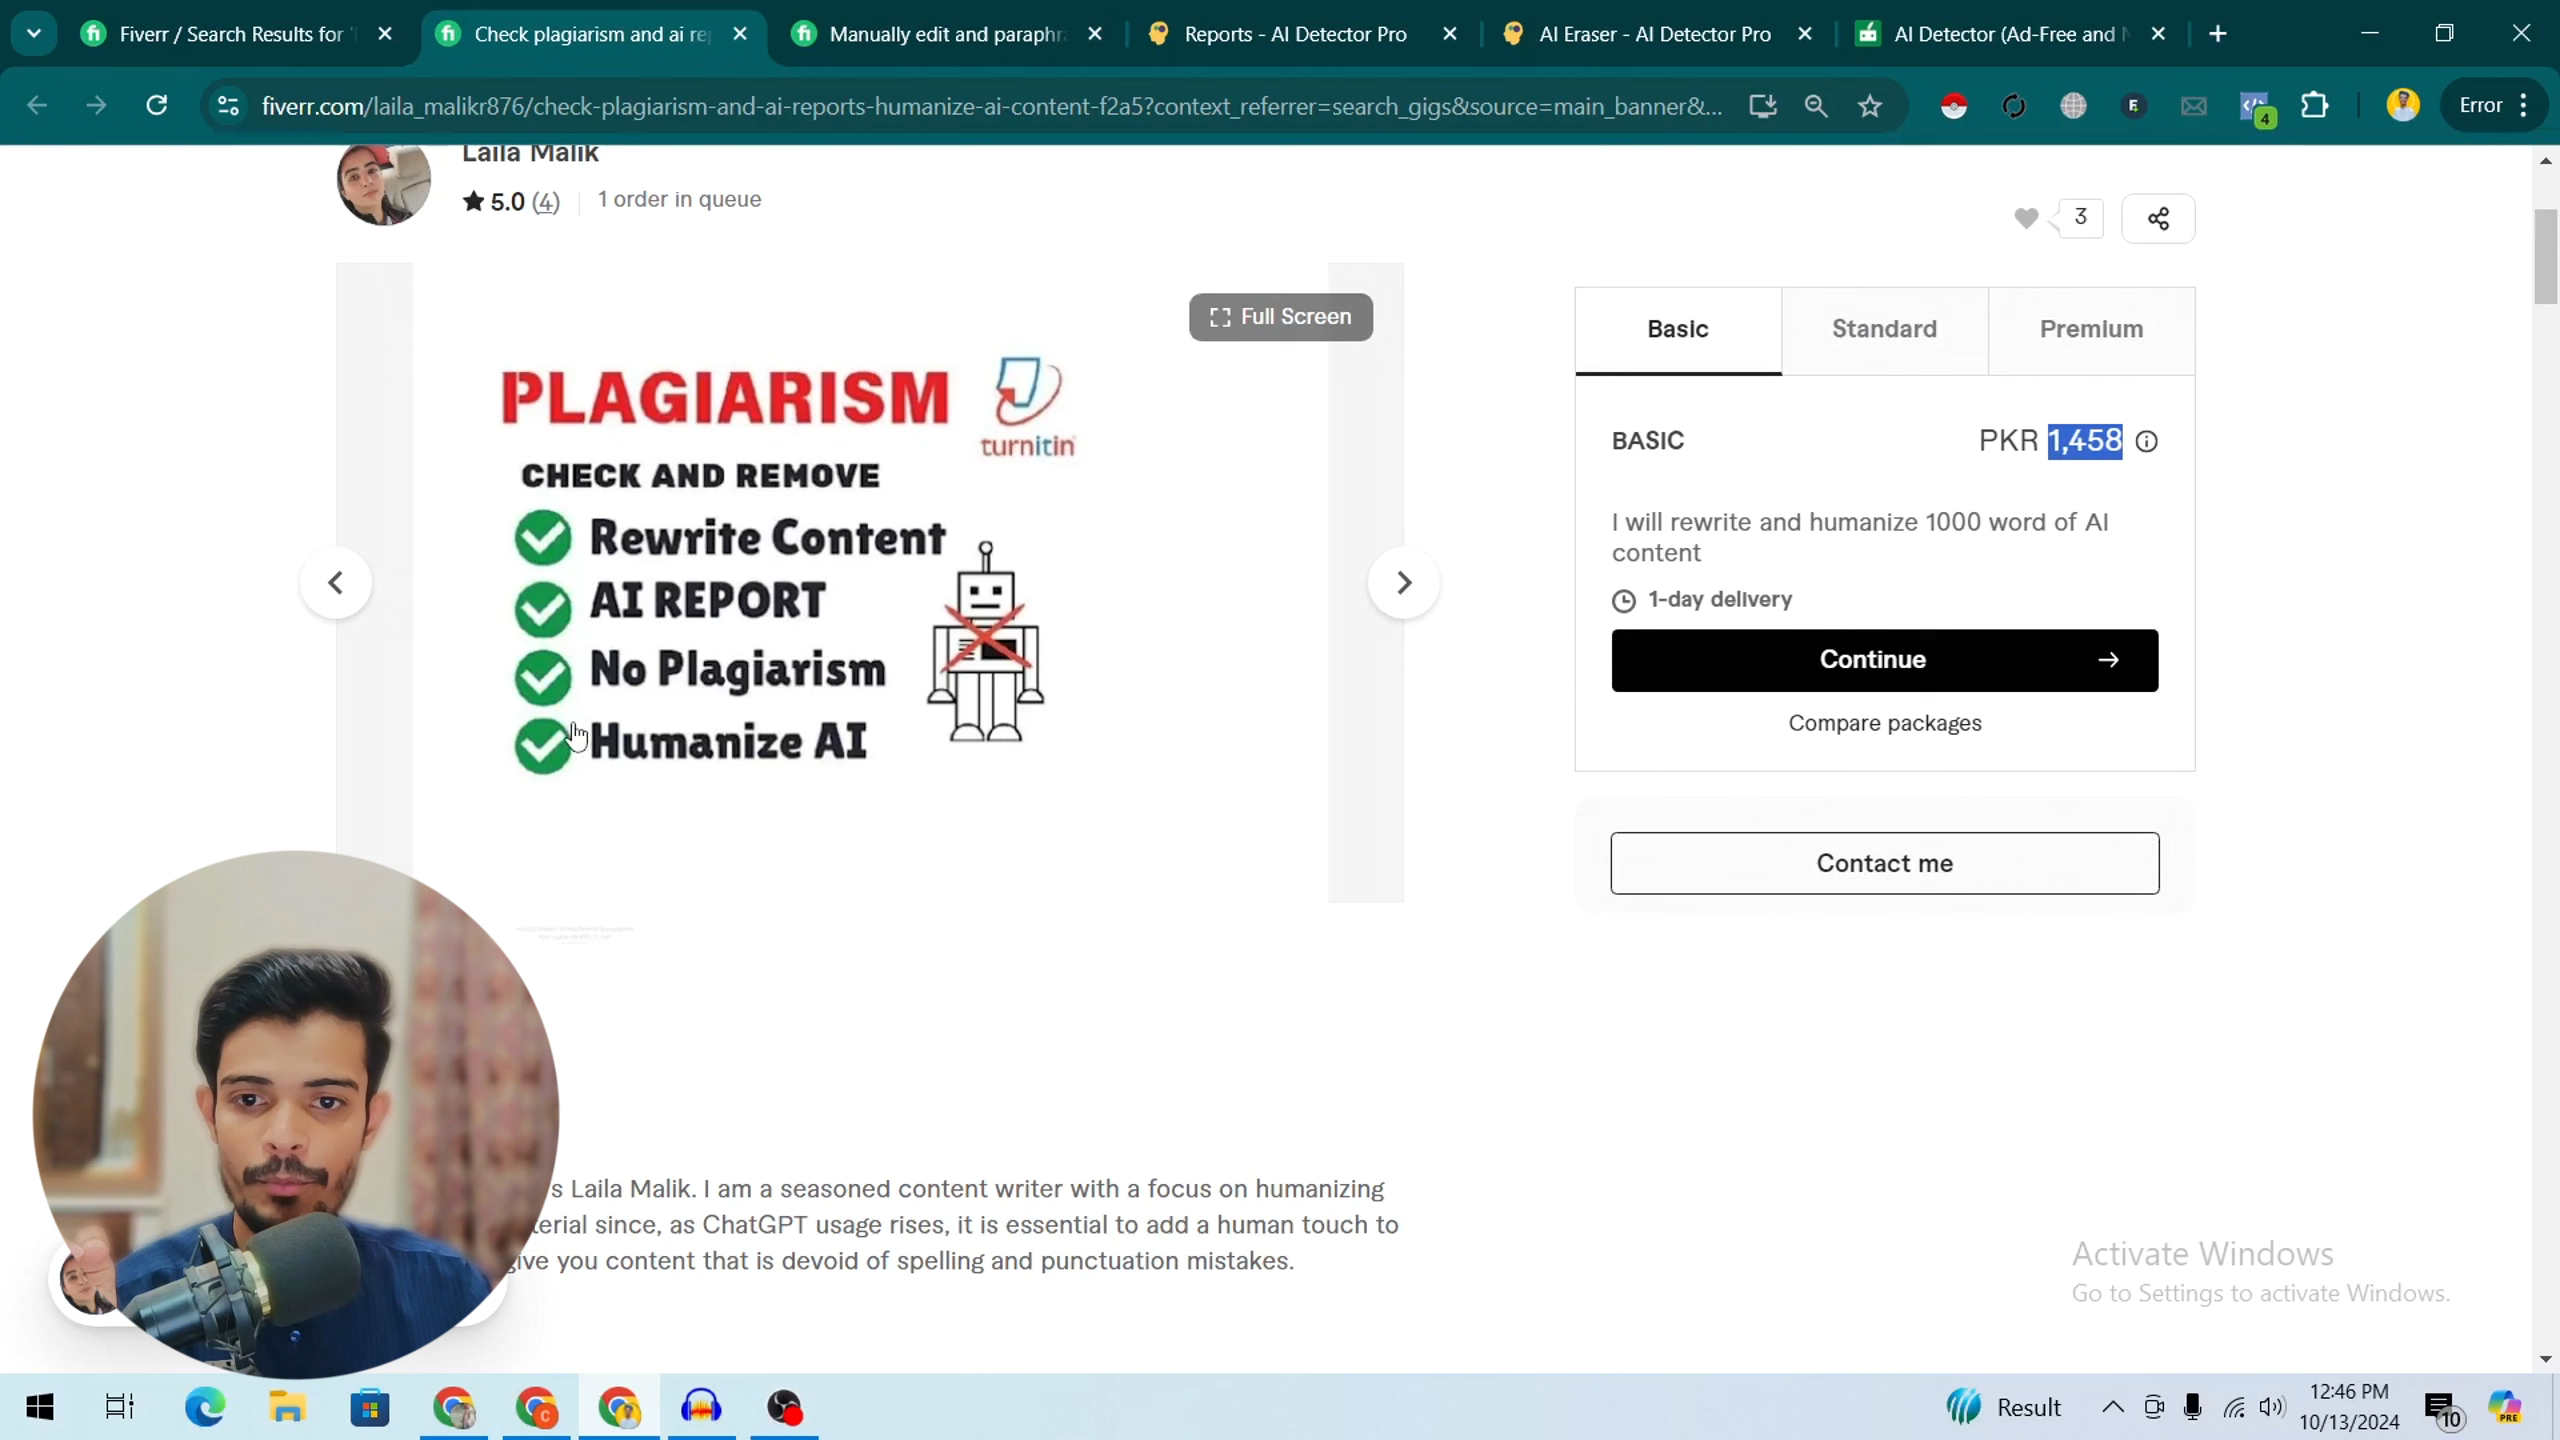 Fiverr / Search Results for '
Check plagiarism and ai re
Manually edit and paraphr
Reports - AI Detector Pro
AI Eraser - AI Detector Pro
AI Detector (Ad-Free and
fiverr.com/laila_malikr876/check-plagiarism-and-ai-reports-humanize-ai-content-f2a5?context_referrer=search_gigs&source=main_banner&...
4
Error
Laila Malik
5.0 (4)
1 order in queue
3
Full Screen
PLAGIARISM
turnitin
CHECK AND REMOVE
Rewrite Content
AI REPORT
No Plagiarism
Humanize AI
Basic
Standard
Premium
BASIC
PKR 1,458
I will rewrite and humanize 1000 word of AI
content
1-day delivery
Continue
Compare packages
Contact me
s Laila Malik. I am a seasoned content writer with a focus on humanizing
terial since, as ChatGPT usage rises, it is essential to add a human touch to
give you content that is devoid of spelling and punctuation mistakes.
Activate Windows
Go to Settings to activate Windows.
Result
12:46 PM
10/13/2024
10
PRE